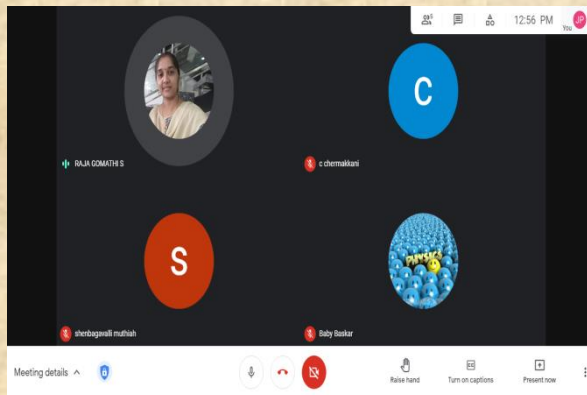 5
12:56 PM
You
JP
C
RAJA GOMATHI S
c chermakkani
S
PHYSICS
shenbagavalli muthiah
Baby Baskar
Meeting details
Raise hand
Turn on captions
Present now